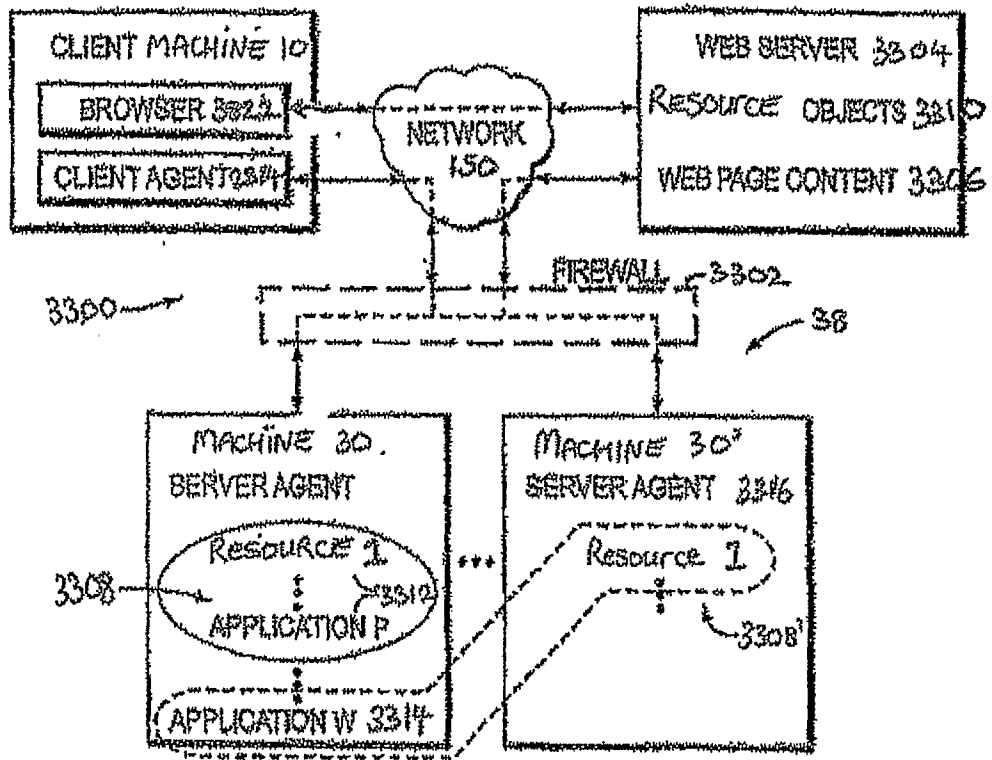 CLIENT MACHINE 10
BROWSER
CLIENT AGENT
NETWORK
150
WEB SERVER 3304
Resource OBJECTS 3310
WEB PAGE CONTENT 3306
FIREWALL 3302
3300
38
MACHINE 30
SERVER AGENT
RESOURCE 1
3308
3312
APPLICATION P
APPLICATION W 3314
MACHINE 30'
SERVER AGENT 3316
Resource 1
3308'